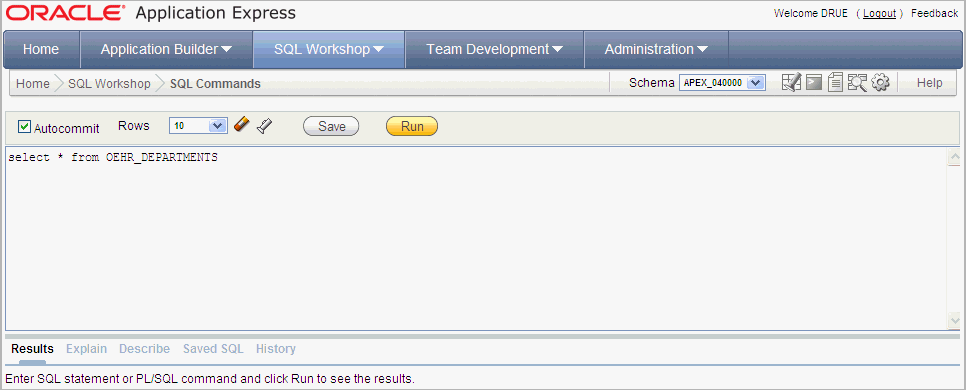 ORACLE® Application Express Welcome DRUE ( Logout ) Feedback
Home Application Builder SQL Workshop Team Development Administration
Home SQL Workshop SQL Commands Schema APEX_040000 Help
Autocommit Rows 10 Save Run
select * from OEHR_DEPARTMENTS
Results Explain Describe Saved SQL History
Enter SQL statement or PL/SQL command and click Run to see the results.